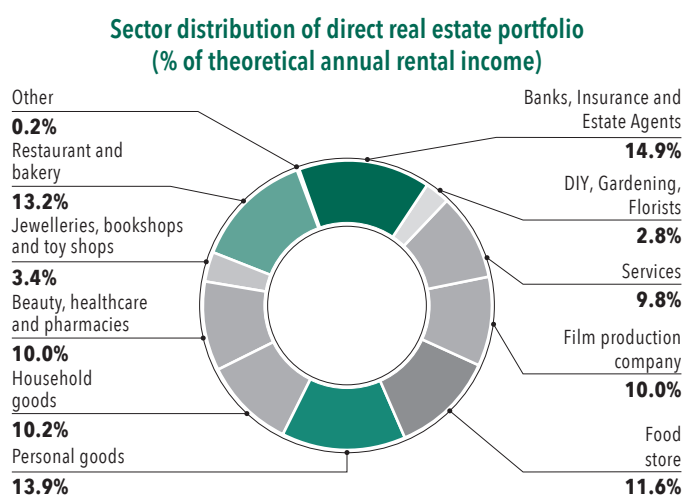 Sector distribution of direct real estate portfolio
(% of theoretical annual rental income)
Other
0.2%
Restaurant and
bakery
13.2%
Jewelleries, bookshops
and toy shops
3.4%
Beauty, healthcare
and pharmacies
10.0%
Household
goods
10.2%
Personal goods
13.9%
Banks, Insurance and
Estate Agents
14.9%
DIY, Gardening,
Florists
2.8%
Services
9.8%
Film production
company
10.0%
Food
store
11.6%